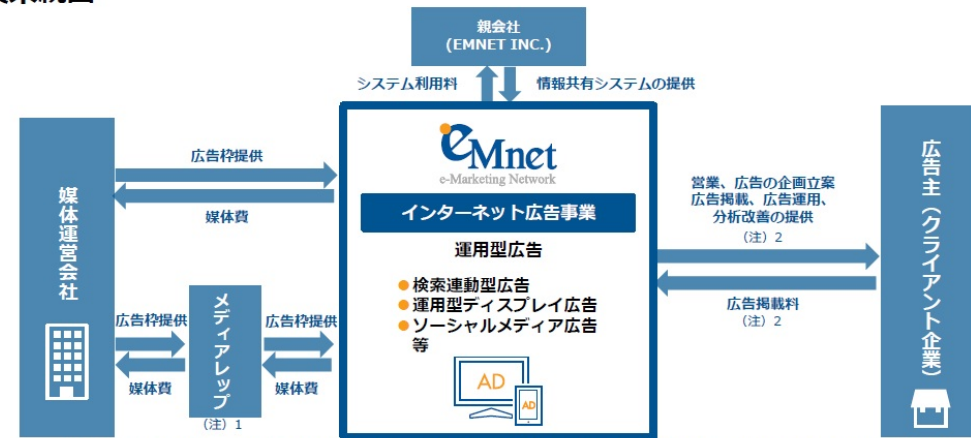 親会社
(EMNET INC.)
システム利用料
情報共有システムの提供
eMnet
e-Marketing Network
インターネット広告事業
運用型広告
●検索連動型広告
●運用型ディスプレイ広告
●ソーシャルメディア広告
等
AD
AD
媒体運営会社
広告枠提供
媒体費
広告枠提供
媒体費
メディアレップ
(注)1
広告枠提供
媒体費
営業、広告の企画立案
広告掲載、広告運用、
分析改善の提供
(注)2
広告掲載料
(注)2
広告主(クライアント企業)